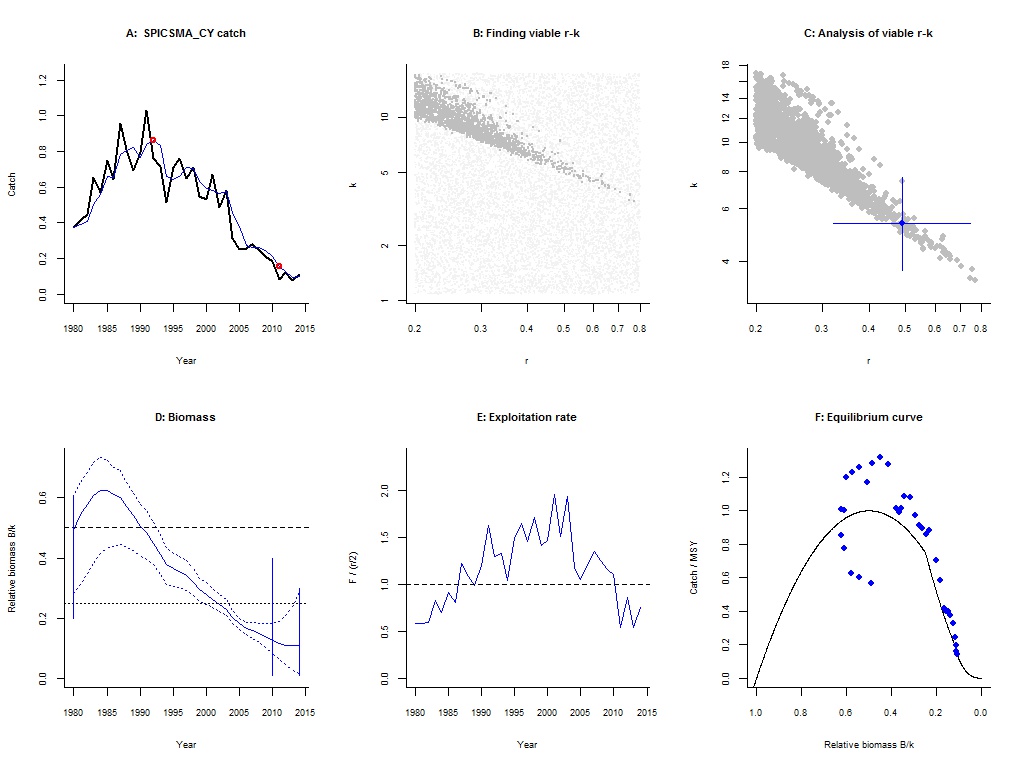 A: SPICSMA_CY catch
Catch
0.0 0.2 0.4 0.6 0.8 1.0 1.2
1980 1985 1990 1995 2000 2005 2010 2015
Year
B: Finding viable r-k
k
1 2 5 10
0.2 0.3 0.4 0.5 0.6 0.7 0.8
r
C: Analysis of viable r-k
k
4 6 8 10 12 14 18
0.2 0.3 0.4 0.5 0.6 0.7 0.8
r
D: Biomass
Relative biomass B/k
0.0 0.2 0.4 0.6
1980 1985 1990 1995 2000 2005 2010 2015
Year
E: Exploitation rate
F / (r/2)
0.0 0.5 1.0 1.5 2.0
1980 1985 1990 1995 2000 2005 2010 2015
Year
F: Equilibrium curve
Catch / MSY
0.0 0.2 0.4 0.6 0.8 1.0 1.2
1.0 0.8 0.6 0.4 0.2 0.0
Relative biomass B/k